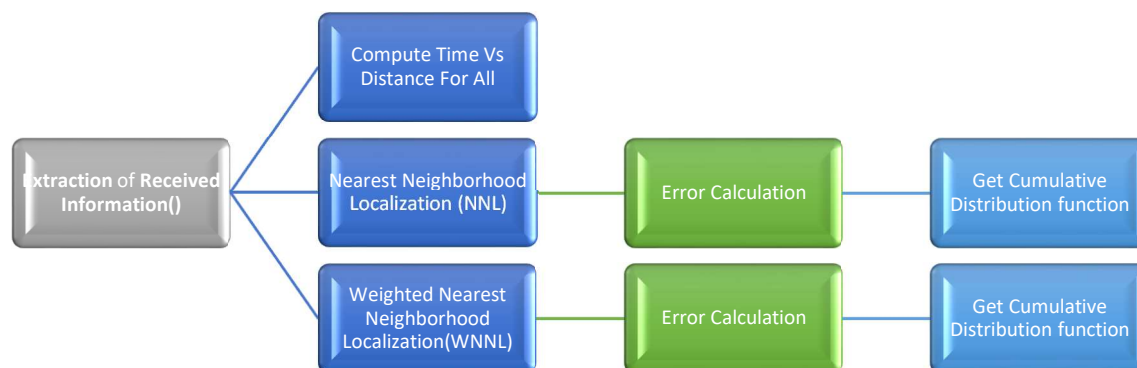 Compute Time Vs
Distance For All
Extraction of Received
Information()
Nearest Neighborhood
Localization (NNL)
Error Calculation
Get Cumulative
Distribution function
Weighted Nearest
Neighborhood
Localization(WNNL)
Error Calculation
Get Cumulative
Distribution function